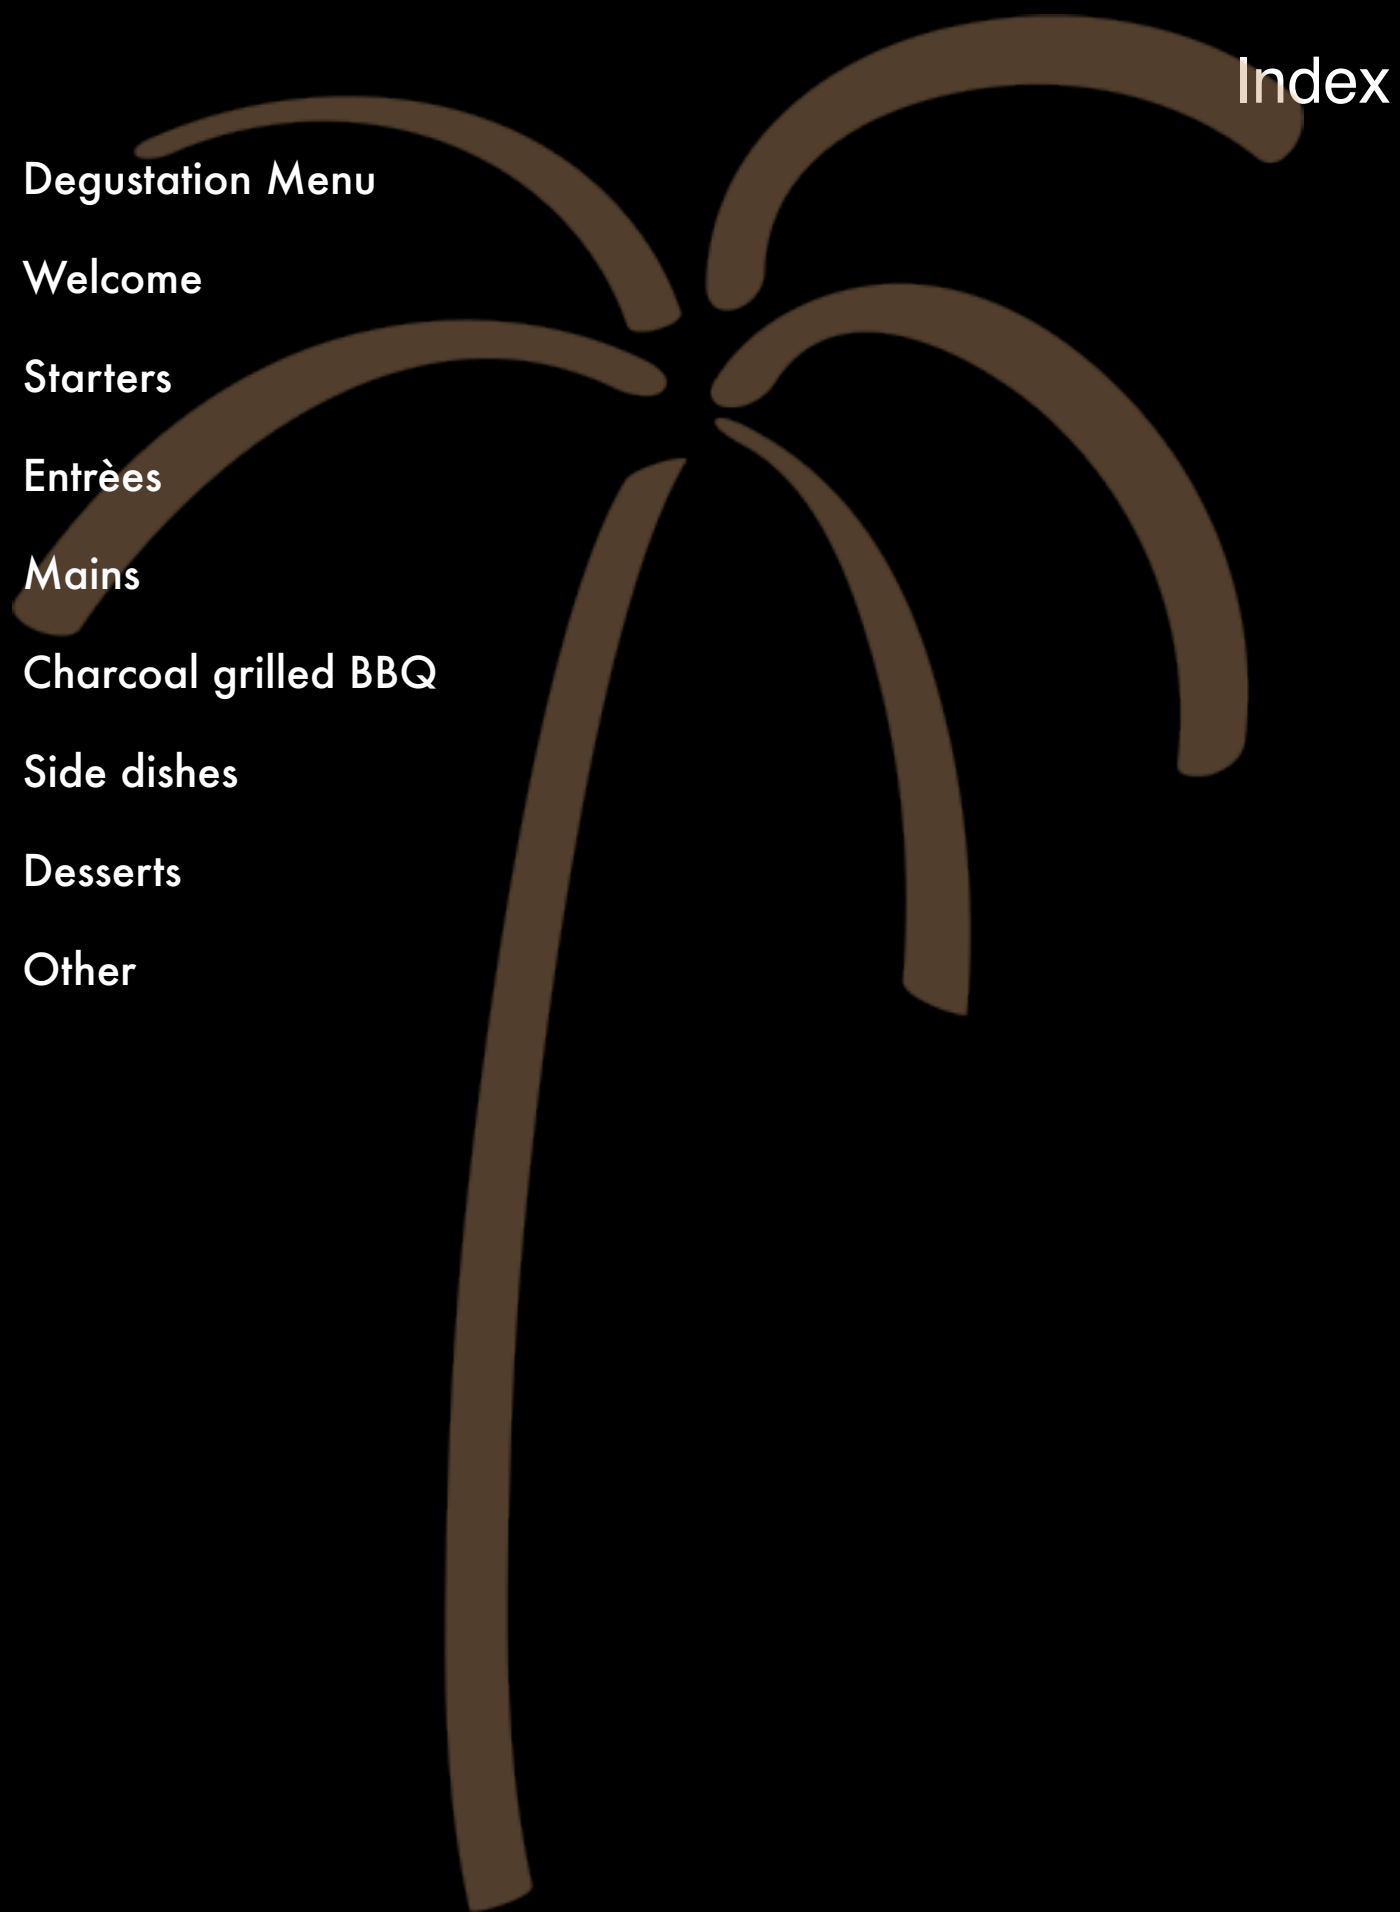 Index
Degustation Menu
Welcome
Starters
Entrèes
Mains
Charcoal grilled BBQ
Side dishes
Desserts
Other